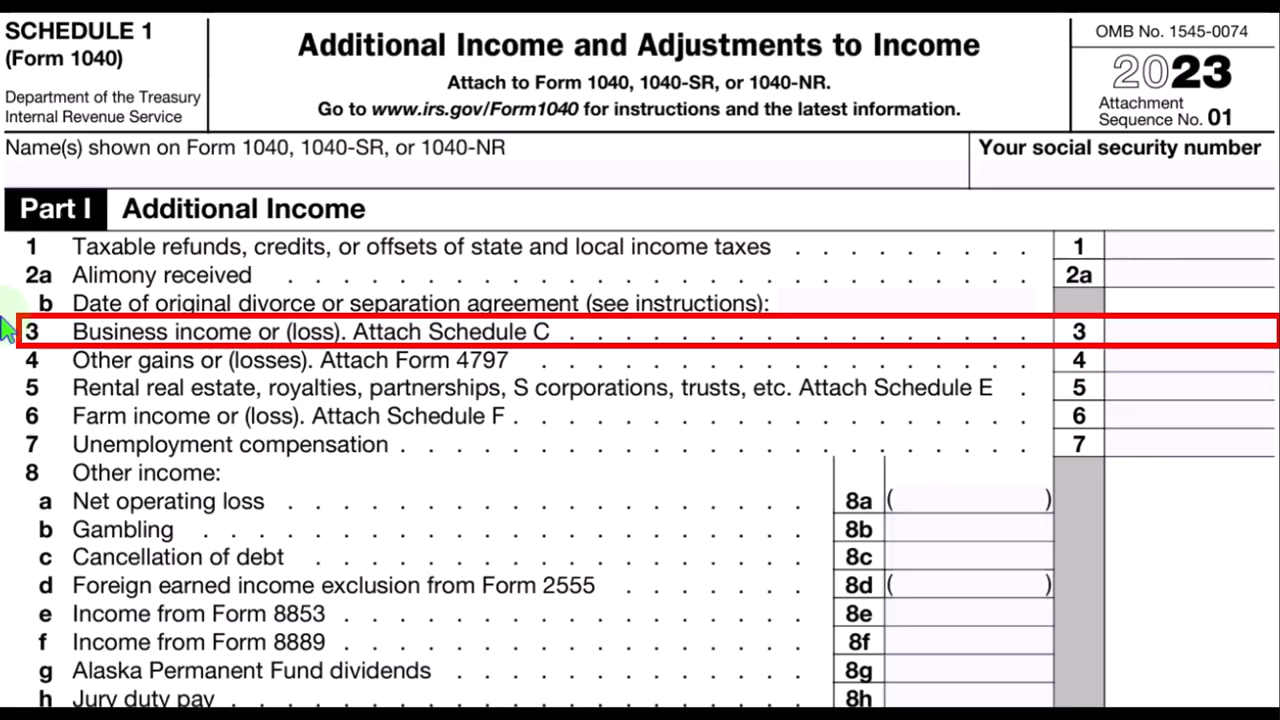 SCHEDULE 1
(Form 1040)
Department of the Treasury
Internal Revenue Service
Additional Income and Adjustments to Income
Attach to Form 1040, 1040-SR, or 1040-NR.
Go to www.irs.gov/Form1040 for instructions and the latest information.
OMB No. 1545-0074
2023
Attachment
Sequence No. 01
Name(s) shown on Form 1040, 1040-SR, or 1040-NR
Your social security number
Part I Additional Income
1 Taxable refunds, credits, or offsets of state and local income taxes . . . . . . . . . 1
2a Alimony received . . . . . . . . . . . . . . . . . . . . . . . . . . . 2a
b Date of original divorce or separation agreement (see instructions):
3 Business income or (loss). Attach Schedule C . . . . . . . . . . . . . . . . . 3
4 Other gains or (losses). Attach Form 4797 . . . . . . . . . . . . . . . . . . 4
5 Rental real estate, royalties, partnerships, S corporations, trusts, etc. Attach Schedule E . 5
6 Farm income or (loss). Attach Schedule F . . . . . . . . . . . . . . . . . . . 6
7 Unemployment compensation . . . . . . . . . . . . . . . . . . . . . . . 7
8 Other income:
a Net operating loss . . . . . . . . . . . . . . . . . . . 8a ( )
b Gambling . . . . . . . . . . . . . . . . . . . . . . 8b
c Cancellation of debt . . . . . . . . . . . . . . . . . . 8c
d Foreign earned income exclusion from Form 2555 . . . . . . . 8d ( )
e Income from Form 8853 . . . . . . . . . . . . . . . . . 8e
f Income from Form 8889 . . . . . . . . . . . . . . . . . 8f
g Alaska Permanent Fund dividends . . . . . . . . . . . . . 8g
h Jury duty pay . . . . . . . . . . . . . . . . . . . . . 8h